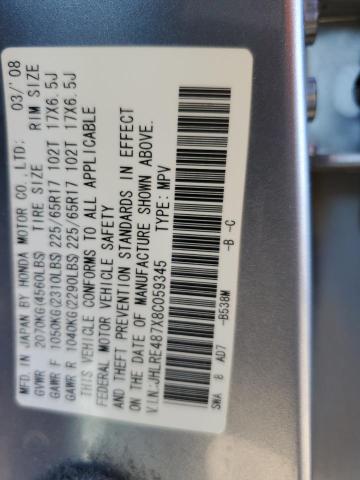 MFD. IN JAPAN BY HONDA MOTOR CO.,LTD: 03/'08
GVWR 2070KG(4560LBS) TIRE SIZE RIM SIZE
GAWR F 1050KG(2310LBS) 225/65R17 102T 17X6.5J
GAWR R 1040KG(2290LBS) 225/65R17 102T 17X6.5J
THIS VEHICLE CONFORMS TO ALL APPLICABLE
FEDERAL MOTOR VEHICLE SAFETY
AND THEFT PREVENTION STANDARDS IN EFFECT
ON THE DATE OF MANUFACTURE SHOWN ABOVE.
V.I.N:JHLRE487X8C059345 TYPE: MPV
SWA 8 AD7 -B538M -B -C